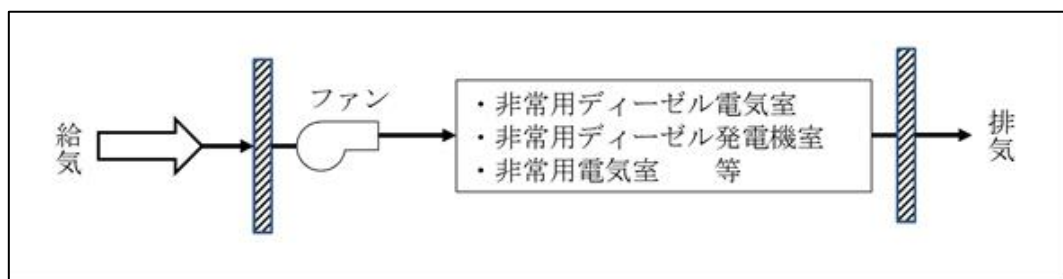 給気
ファン
・非常用ディーゼル電気室
・非常用ディーゼル発電機室
・非常用電気室　　等
排気